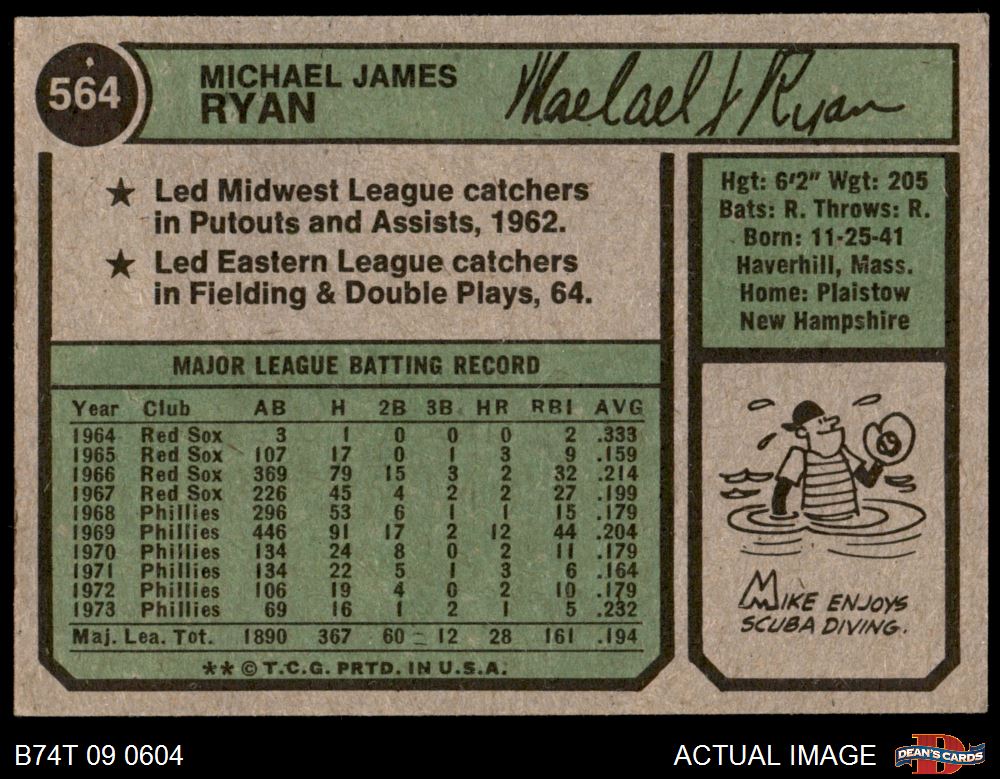 564
MICHAEL JAMES
RYAN
Michael J Ryan
★ Led Midwest League catchers
in Putouts and Assists, 1962.
★ Led Eastern League catchers
in Fielding & Double Plays, 64.
Hgt: 6'2" Wgt: 205
Bats: R. Throws: R.
Born: 11-25-41
Haverhill, Mass.
Home: Plaistow
New Hampshire
MAJOR LEAGUE BATTING RECORD
Year Club AB H 2B 3B HR RBI AVG
1964 Red Sox 3 1 0 0 0 2 .333
1965 Red Sox 107 17 0 1 3 9 .159
1966 Red Sox 369 79 15 3 2 32 .214
1967 Red Sox 226 45 4 2 2 27 .199
1968 Phillies 296 53 6 1 1 15 .179
1969 Phillies 446 91 17 2 12 44 .204
1970 Phillies 134 24 8 0 2 11 .179
1971 Phillies 134 22 5 1 3 6 .164
1972 Phillies 106 19 4 0 2 10 .179
1973 Phillies 69 16 1 2 1 5 .232
Maj. Lea. Tot. 1890 367 60 12 28 161 .194
** © T.C.G. PRTD. IN U.S.A.
MIKE ENJOYS
SCUBA DIVING.
B74T 09 0604
ACTUAL IMAGE
DEAN'S CARDS